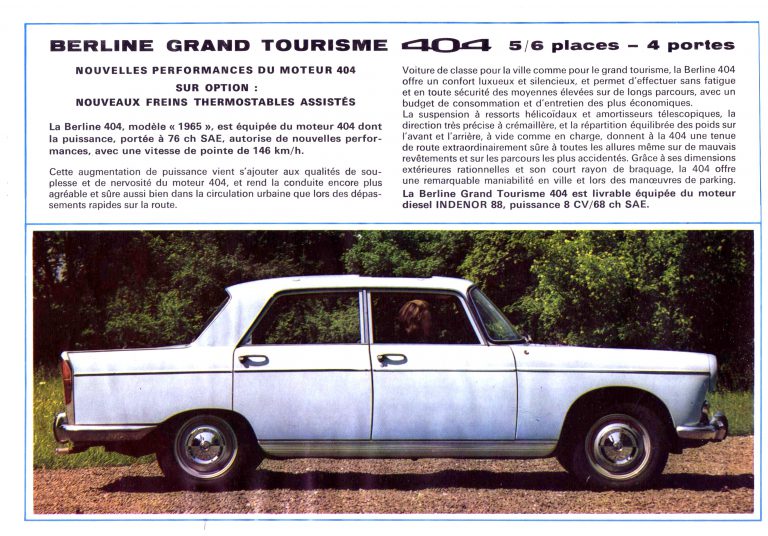 BERLINE GRAND TOURISME 404 5/6 places – 4 portes
NOUVELLES PERFORMANCES DU MOTEUR 404
SUR OPTION :
NOUVEAUX FREINS THERMOSTABLES ASSISTÉS
La Berline 404, modèle « 1965 », est équipée du moteur 404 dont
la puissance, portée à 76 ch SAE, autorise de nouvelles perfor-
mances, avec une vitesse de pointe de 146 km/h.
Cette augmentation de puissance vient s'ajouter aux qualités de sou-
plesse et de nervosité du moteur 404, et rend la conduite encore plus
agréable et sûre aussi bien dans la circulation urbaine que lors des dépas-
sements rapides sur la route.
Voiture de classe pour la ville comme pour le grand tourisme, la Berline 404
offre un confort luxueux et silencieux, et permet d'effectuer sans fatigue
et en toute sécurité des moyennes élevées sur de longs parcours, avec un
budget de consommation et d'entretien des plus économiques.
La suspension à ressorts hélicoïdaux et amortisseurs télescopiques, la
direction très précise à crémaillère, et la répartition équilibrée des poids sur
l'avant et l'arrière, à vide comme en charge, donnent à la 404 une tenue
de route extraordinairement sûre à toutes les allures même sur de mauvais
revêtements et sur les parcours les plus accidentés. Grâce à ses dimensions
extérieures rationnelles et son court rayon de braquage, la 404 offre
une remarquable maniabilité en ville et lors des manœuvres de parking.
La Berline Grand Tourisme 404 est livrable équipée du moteur
diesel INDENOR 88, puissance 8 CV/68 ch SAE.